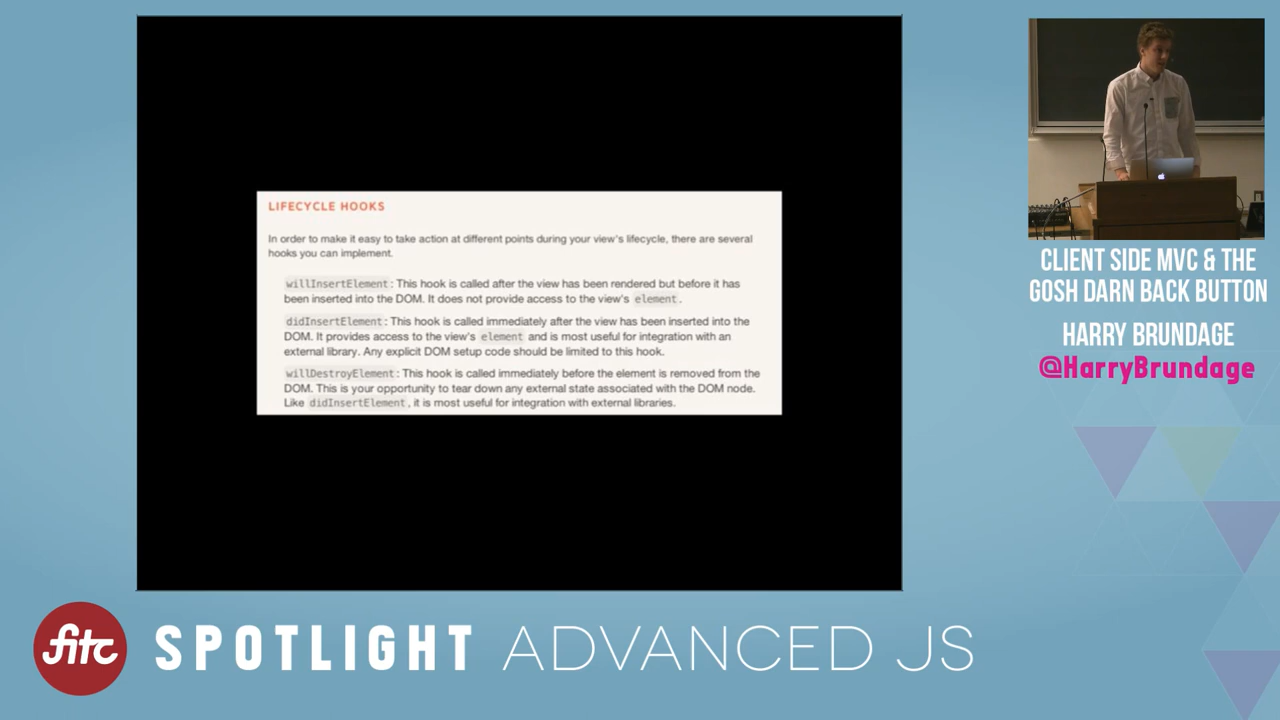 LIFECYCLE HOOKS
In order to make it easy to take action at different points during your view's lifecycle, there are several
hooks you can implement.
willInsertElement: This hook is called after the view has been rendered but before it has
been inserted into the DOM. It does not provide access to the view's element.
didInsertElement: This hook is called immediately after the view has been inserted into the
DOM. It provides access to the view's element and is most useful for integration with an
external library. Any explicit DOM setup code should be limited to this hook.
willDestroyElement: This hook is called immediately before the element is removed from the
DOM. This is your opportunity to tear down any external state associated with the DOM node.
Like didInsertElement, it is most useful for integration with external libraries.
CLIENT SIDE MVC & THE
GOSH DARN BACK BUTTON
HARRY BRUNDAGE
@HarryBrundage
fitc SPOTLIGHT ADVANCED JS